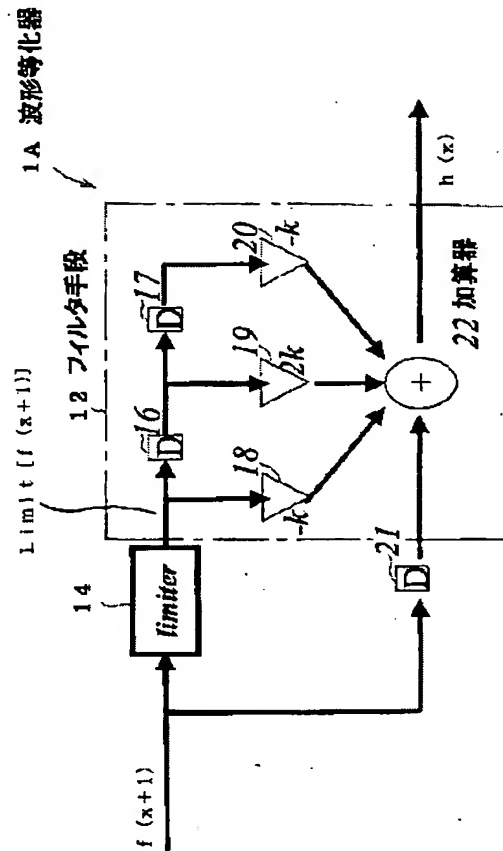 1A 波形等化器
12 フィルタ手段
limit [f (x+1)]
14
limiter
f (x+1)
16
D
17
D
18
-k
19
2k
20
-k
21
D
+
22 加算器
h (x)